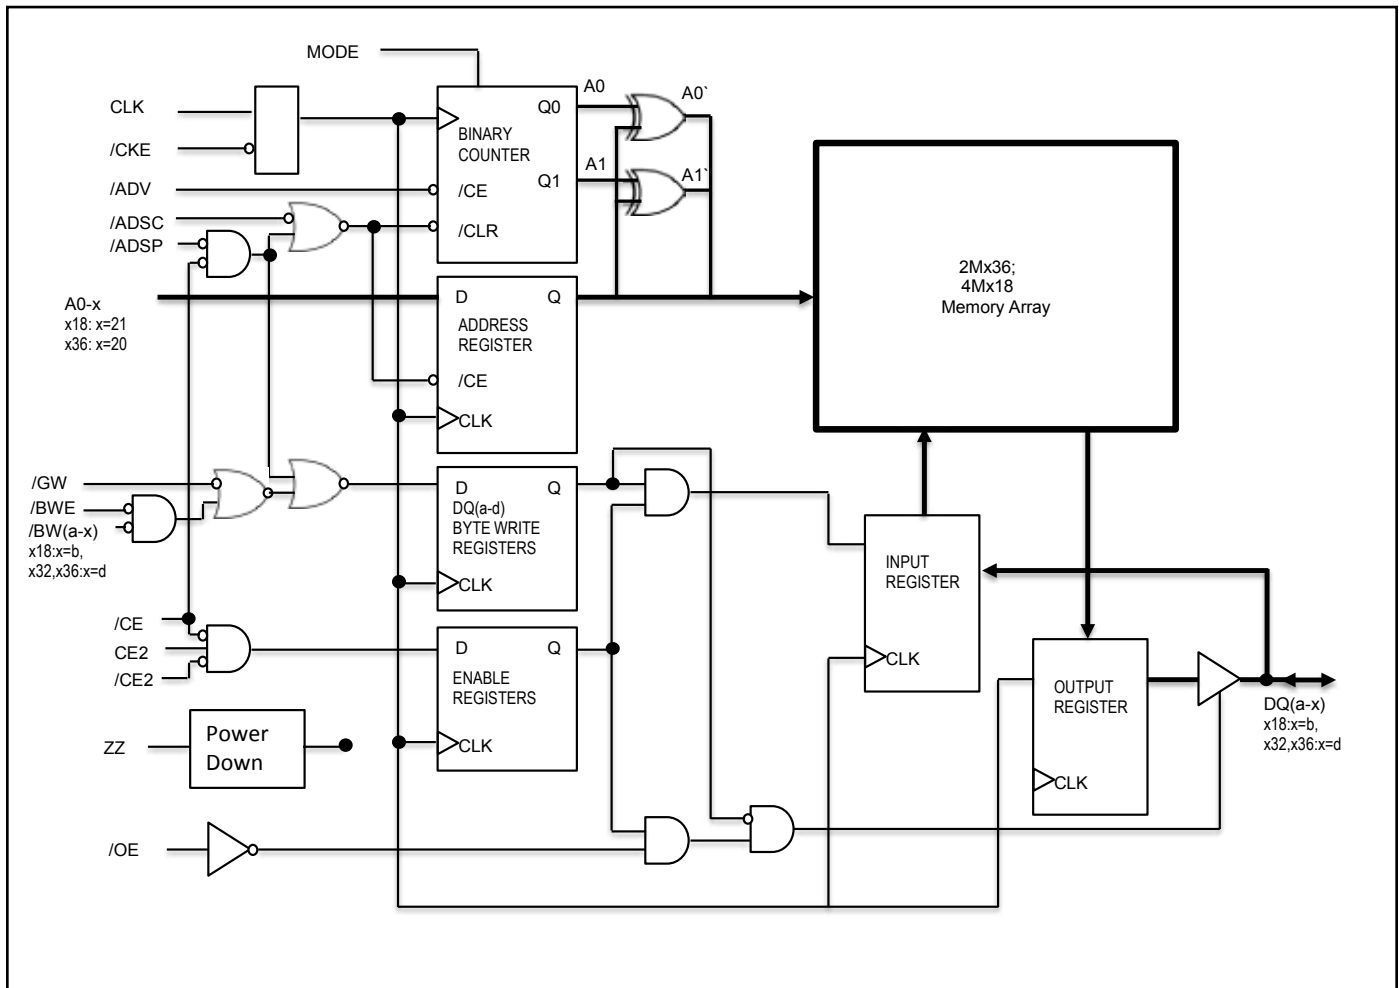 MODE
CLK
/CKE
/ADV
/ADSC
/ADSP
A0-x
x18: x=21
x36: x=20
/GW
/BWE
/BW(a-x)
x18:x=b,
x32,x36:x=d
/CE
CE2
/CE2
ZZ
Power
Down
/OE
Q0
BINARY
COUNTER
Q1
/CE
/CLR
A0
A0`
A1
A1`
D
Q
ADDRESS
REGISTER
/CE
CLK
D
Q
DQ(a-d)
BYTE WRITE
REGISTERS
CLK
D
Q
ENABLE
REGISTERS
CLK
2Mx36;
4Mx18
Memory Array
INPUT
REGISTER
CLK
OUTPUT
REGISTER
CLK
DQ(a-x)
x18:x=b,
x32,x36:x=d